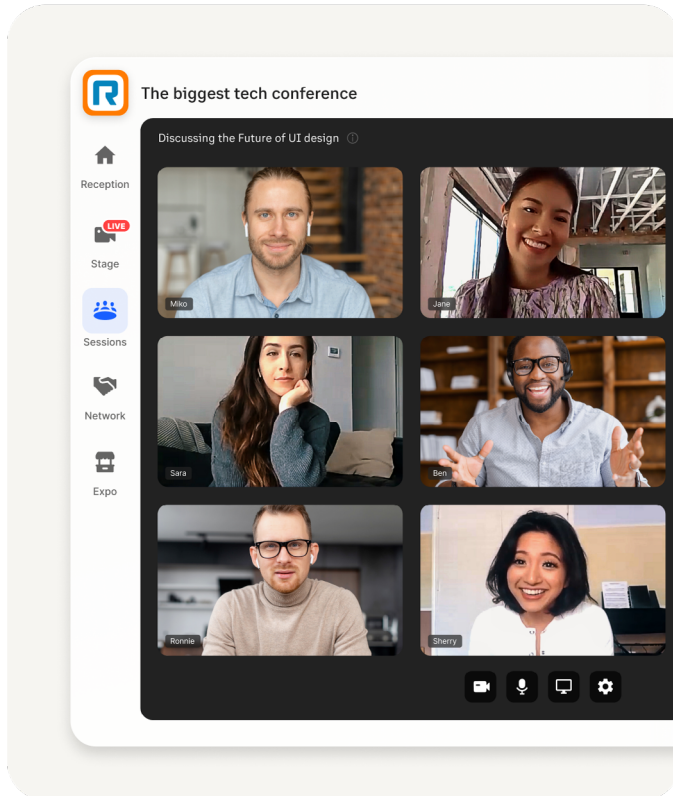 The biggest tech conference
Discussing the Future of UI design
Reception
LIVE
Stage
Sessions
Network
Expo
Miko
Jane
Sara
Ben
Ronnie
Sherry